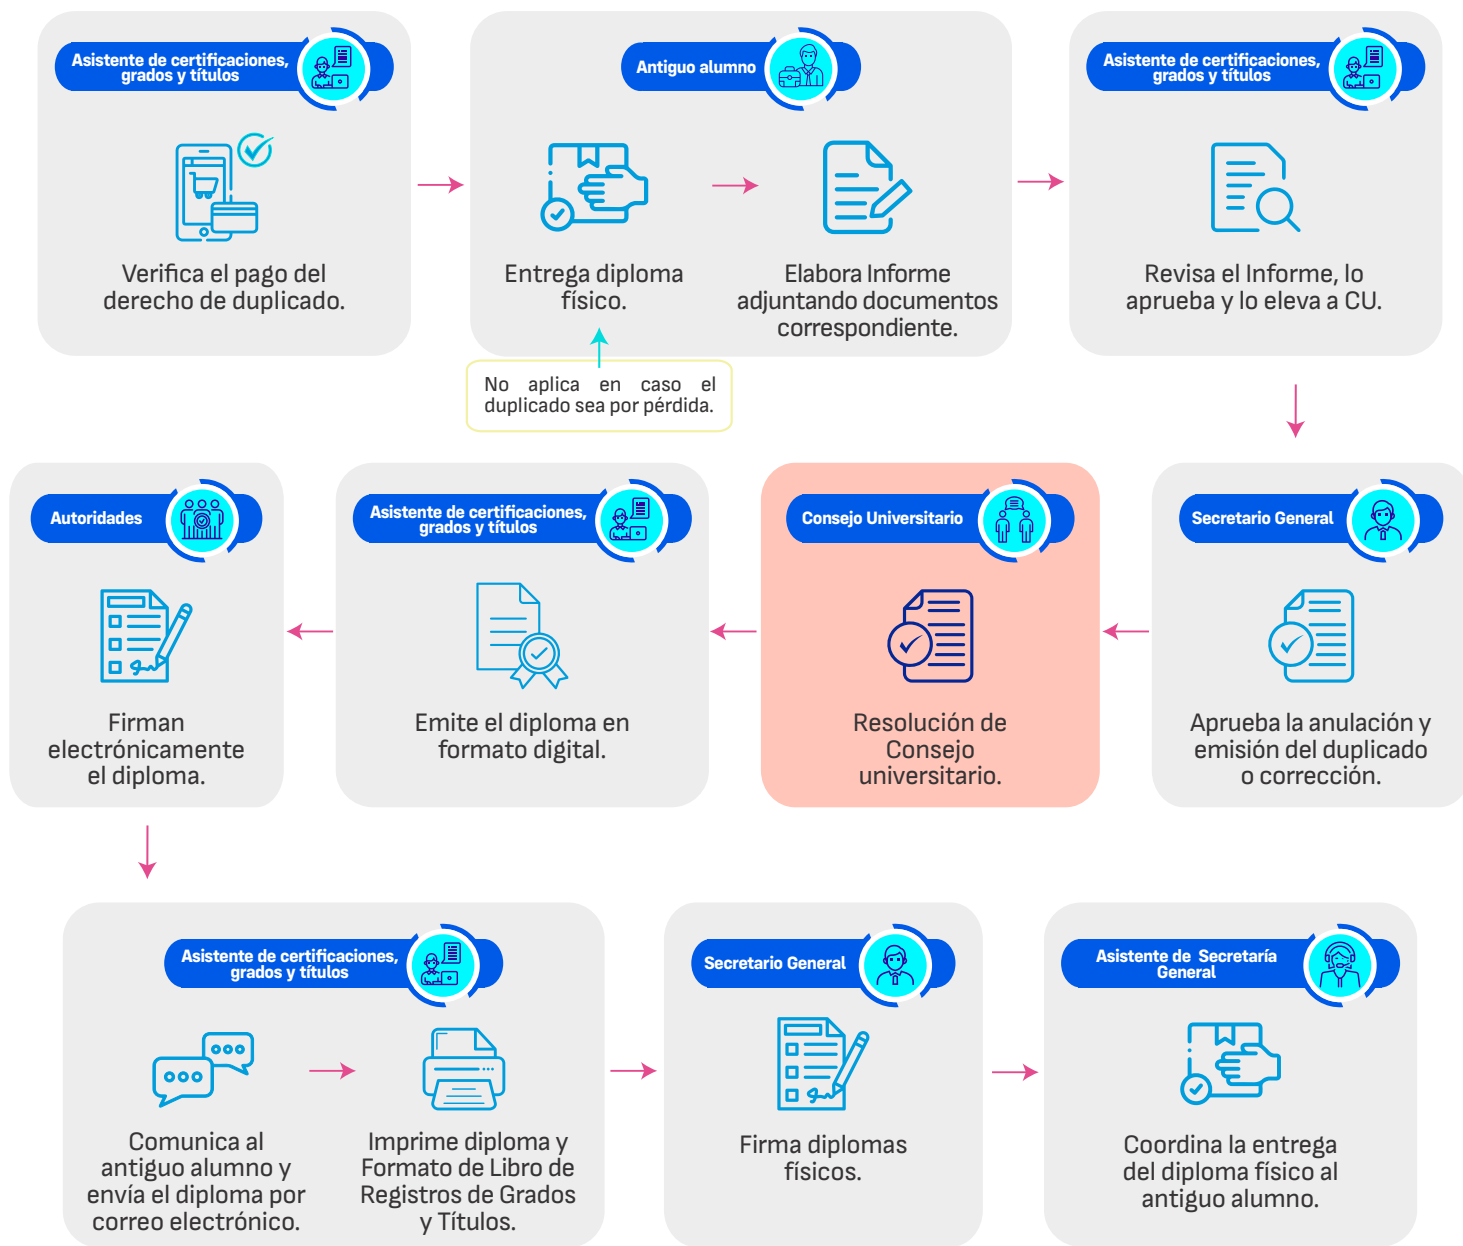 Asistente de certificaciones,
grados y títulos
Verifica el pago del
derecho de duplicado.
Antiguo alumno
Entrega diploma
físico.
Elabora Informe
adjuntando documentos
correspondiente.
No aplica en caso el
duplicado sea por pérdida.
Asistente de certificaciones,
grados y títulos
Revisa el Informe, lo
aprueba y lo eleva a CU.
Secretario General
Aprueba la anulación y
emisión del duplicado
o corrección.
Consejo Universitario
Resolución de
Consejo
universitario.
Asistente de certificaciones,
grados y títulos
Emite el diploma en
formato digital.
Autoridades
Firman
electrónicamente
el diploma.
Asistente de certificaciones,
grados y títulos
Comunica al
antiguo alumno y
envía el diploma por
correo electrónico.
Imprime diploma y
Formato de Libro de
Registros de Grados
y Títulos.
Secretario General
Firma diplomas
físicos.
Asistente de Secretaría
General
Coordina la entrega
del diploma físico al
antiguo alumno.